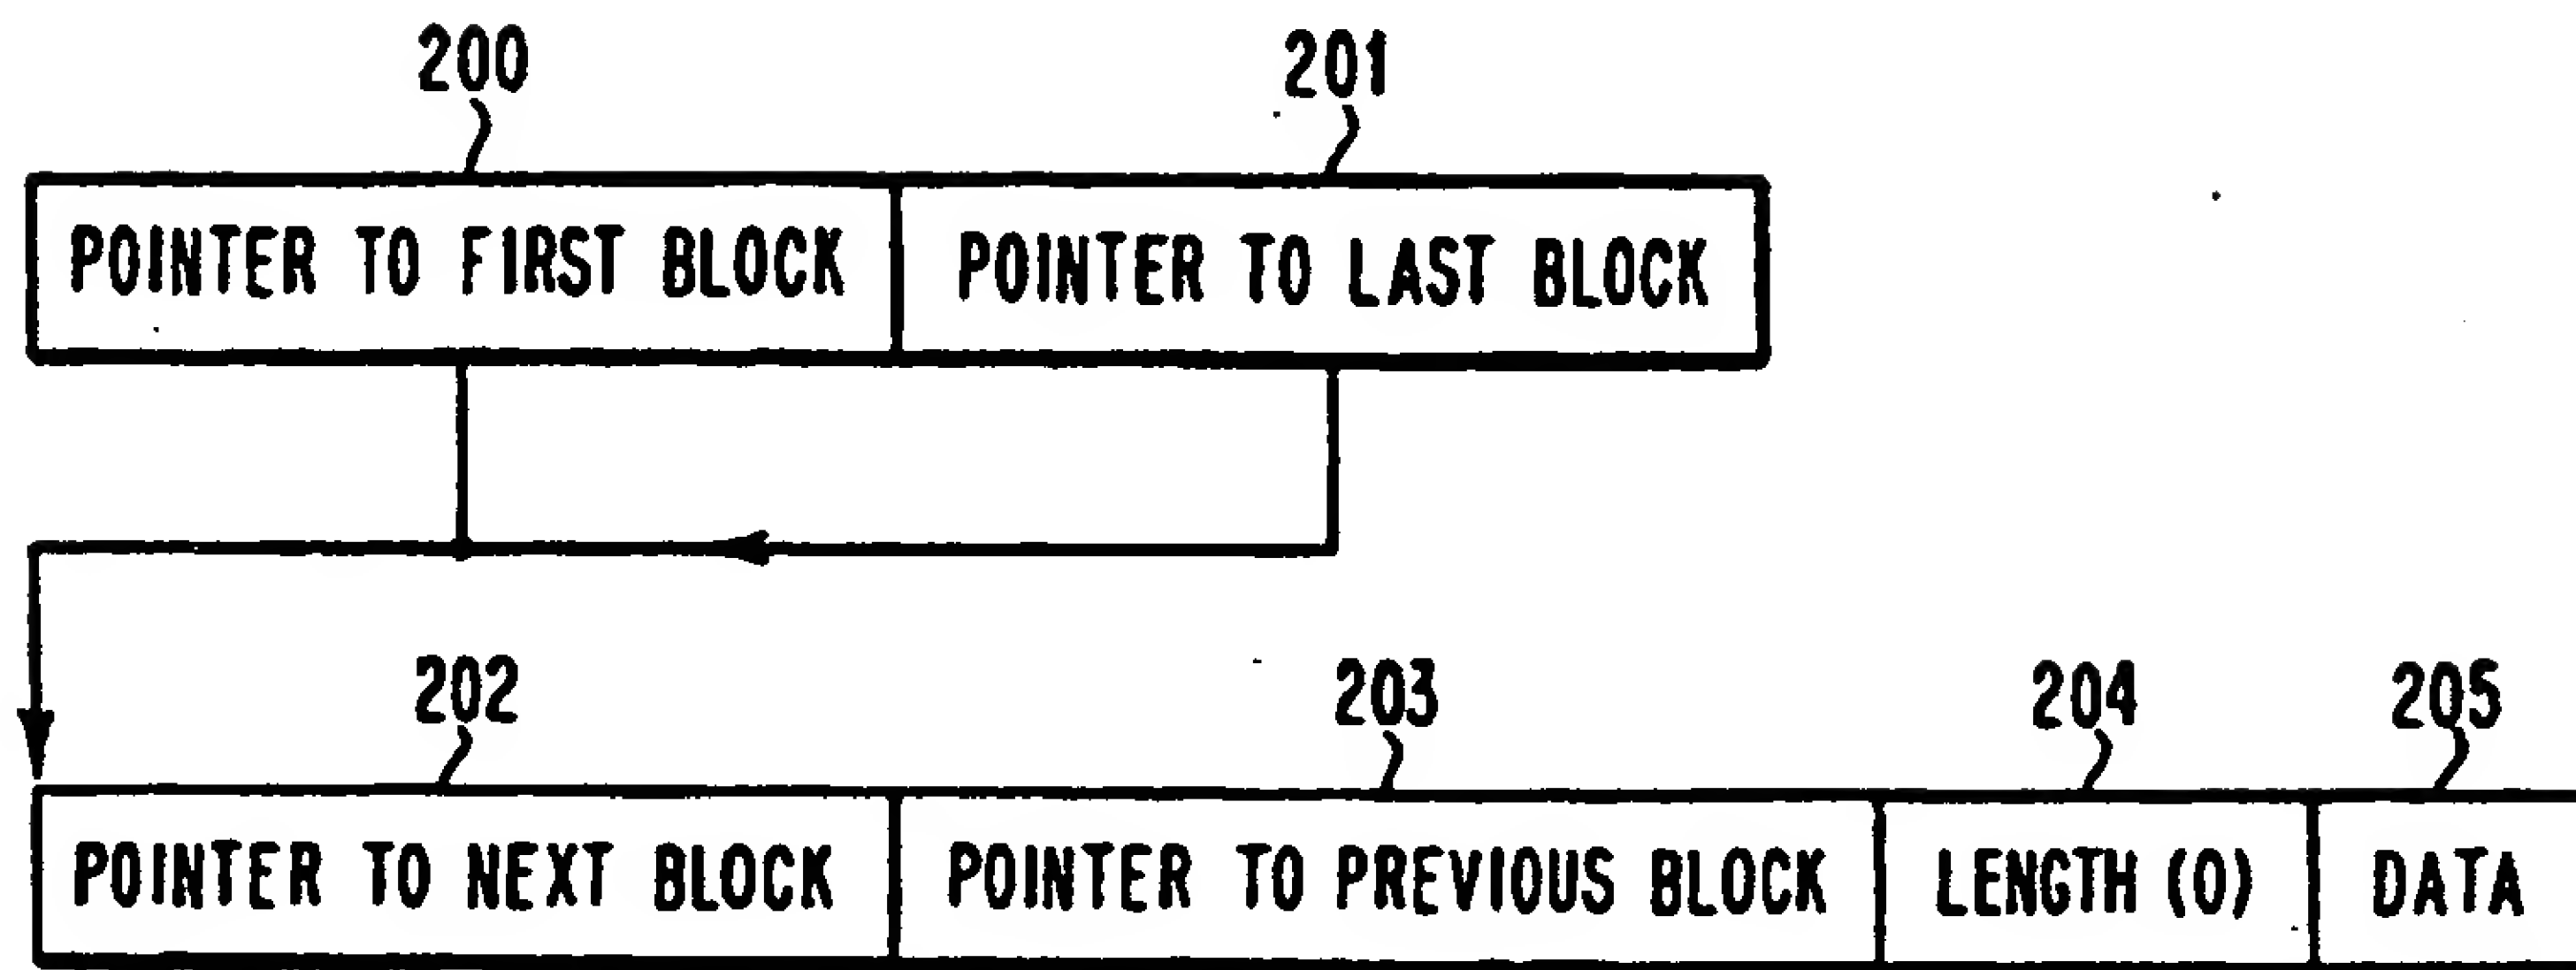 200 201
POINTER TO FIRST BLOCK POINTER TO LAST BLOCK
202 203 204 205
POINTER TO NEXT BLOCK POINTER TO PREVIOUS BLOCK LENGTH (0) DATA